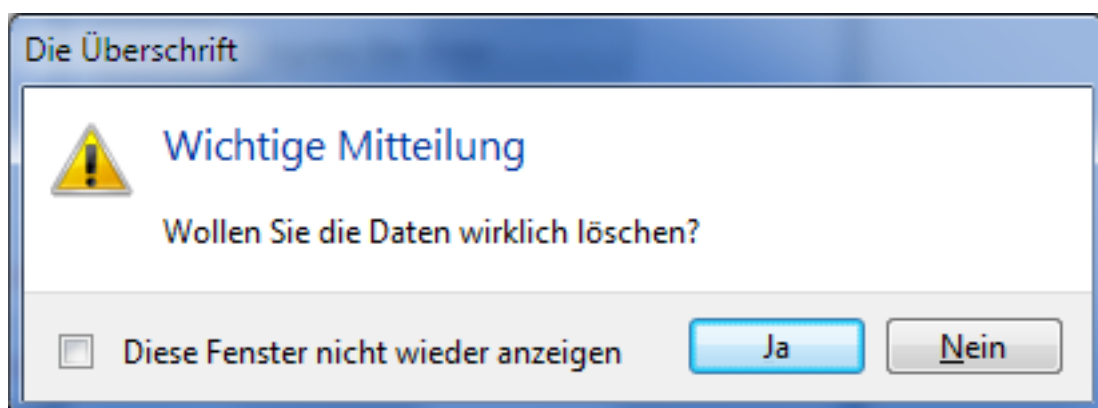 Die Überschrift
Wichtige Mitteilung
Wollen Sie die Daten wirklich löschen?
Diese Fenster nicht wieder anzeigen
Ja
Nein